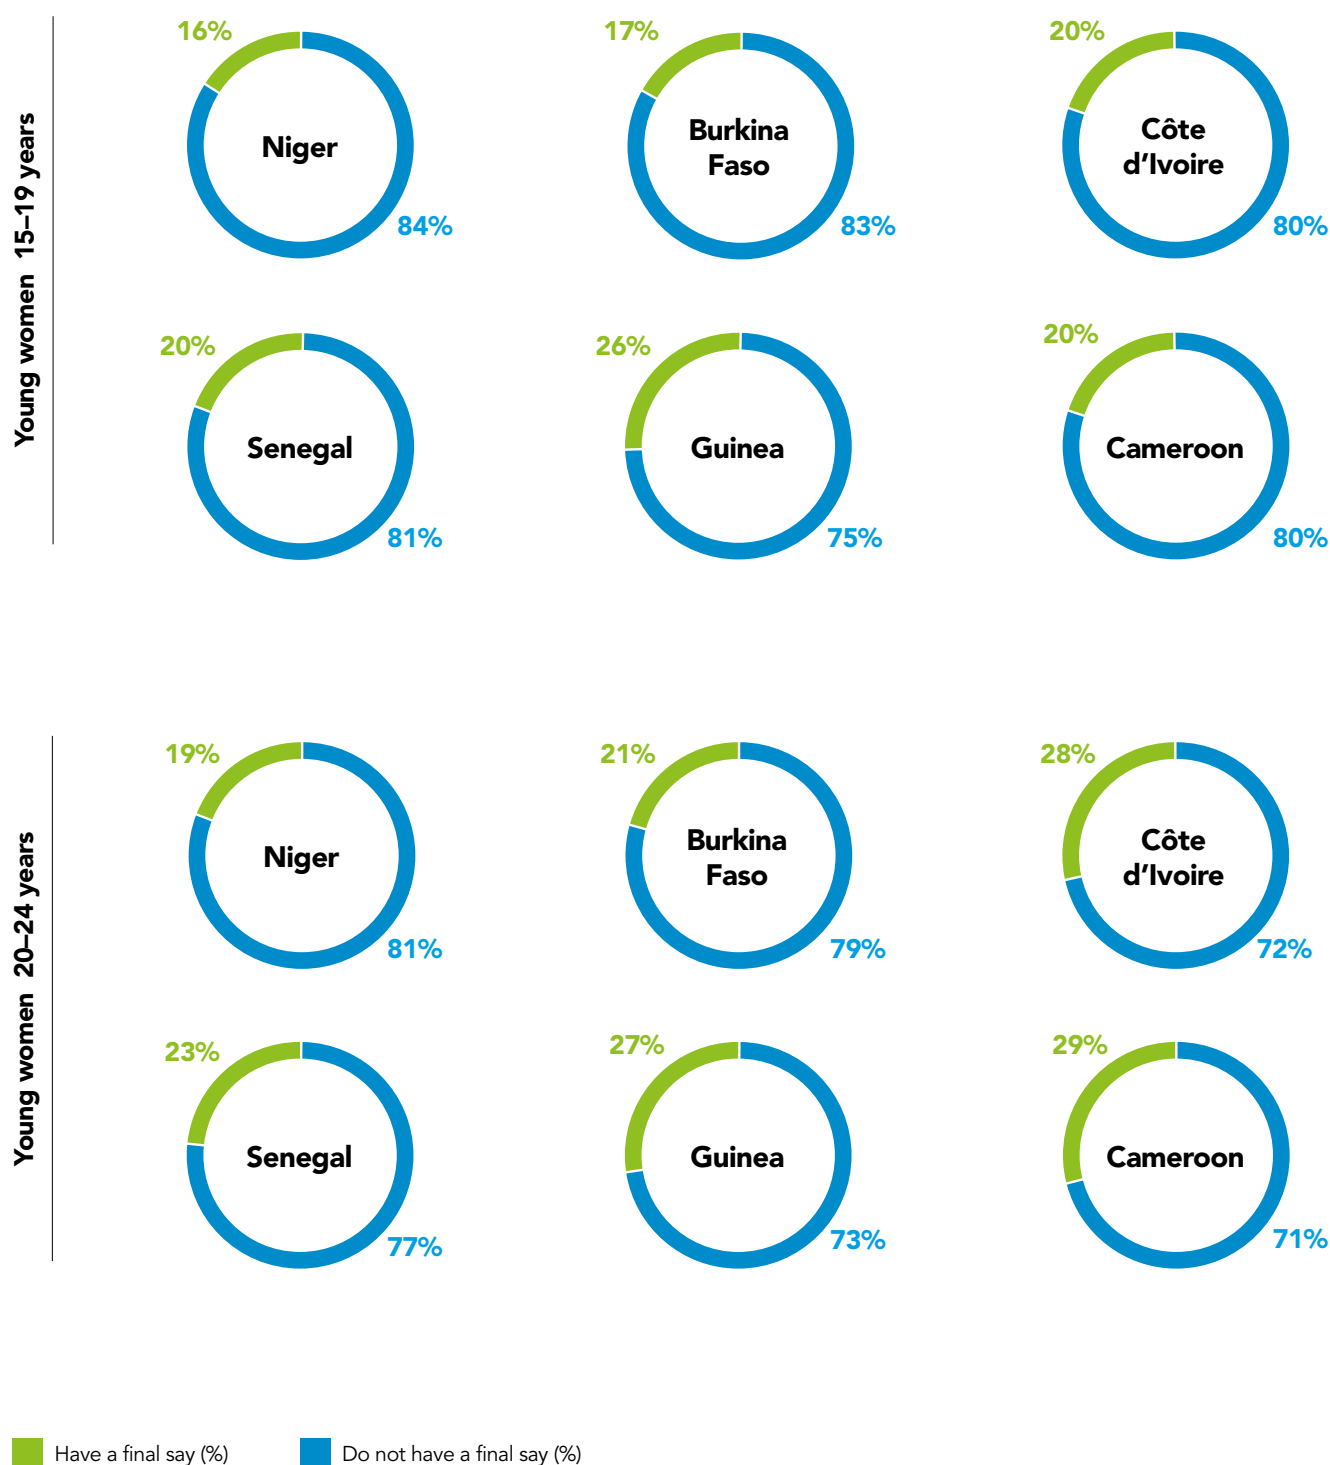 Young women 15–19 years
16%
Niger
84%
17%
Burkina
Faso
83%
20%
Côte
d’Ivoire
80%
20%
Senegal
81%
26%
Guinea
75%
20%
Cameroon
80%
Young women 20–24 years
19%
Niger
81%
21%
Burkina
Faso
79%
28%
Côte
d’Ivoire
72%
23%
Senegal
77%
27%
Guinea
73%
29%
Cameroon
71%
Have a final say (%)
Do not have a final say (%)